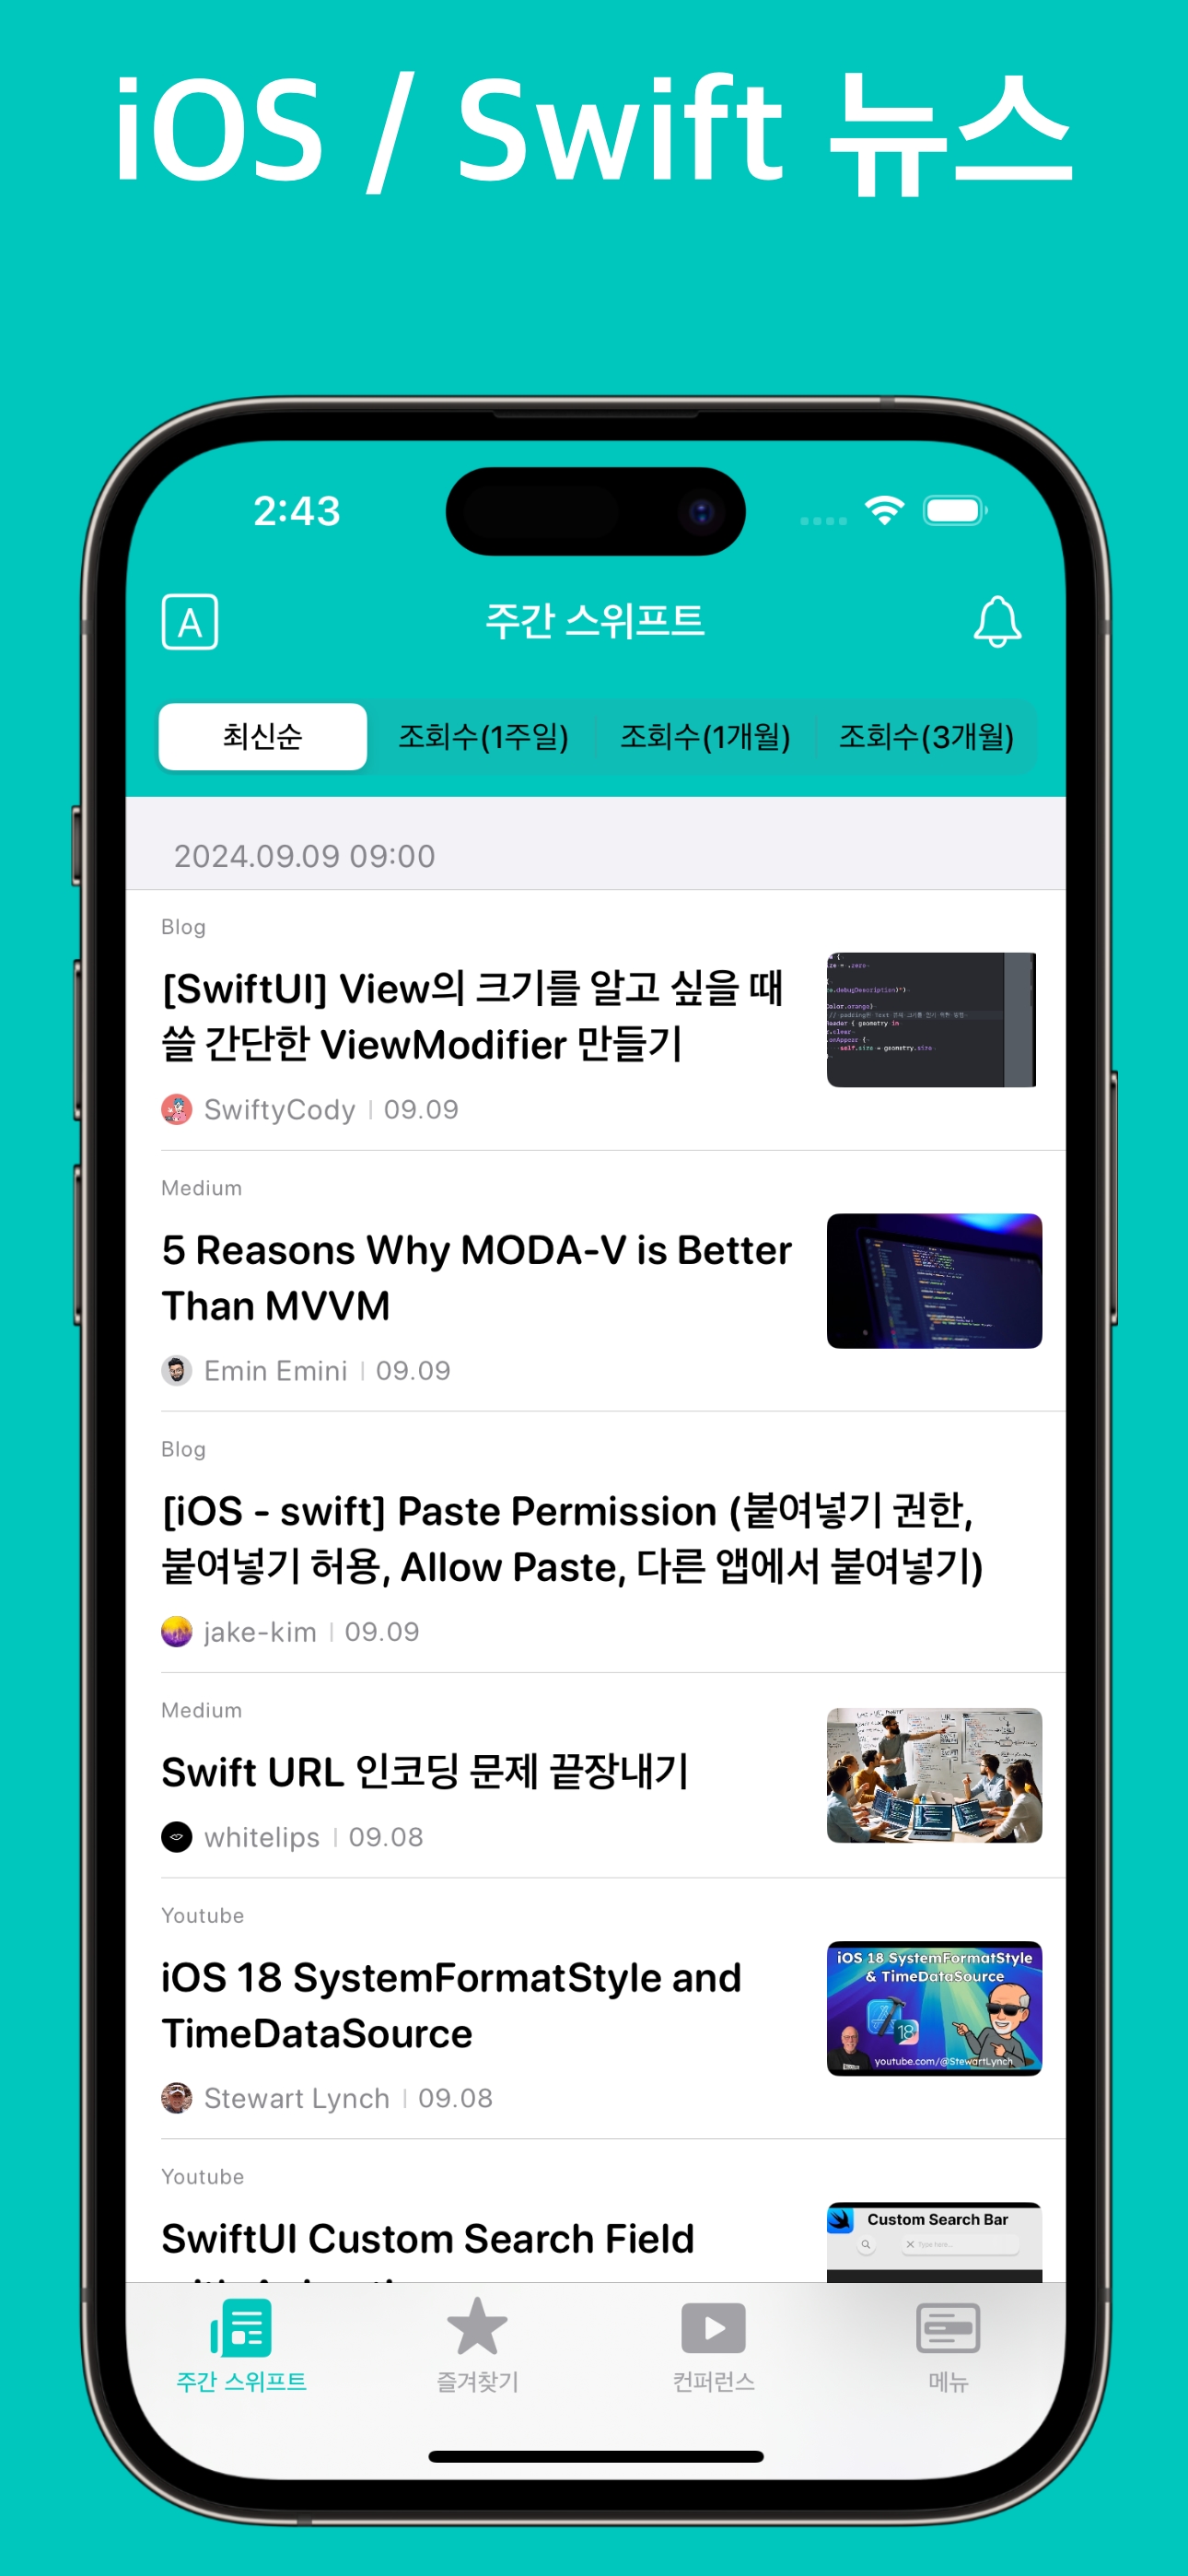 iOS / Swift 뉴스
2:43
A
주간 스위프트
최신순
조회수(1주일)
조회수(1개월)
조회수(3개월)
2024.09.09 09:00
Blog
[SwiftUI] View의 크기를 알고 싶을 때
쓸 간단한 ViewModifier 만들기
SwiftyCody | 09.09
Medium
5 Reasons Why MODA-V is Better
Than MVVM
Emin Emini | 09.09
Blog
[iOS - swift] Paste Permission (붙여넣기 권한,
붙여넣기 허용, Allow Paste, 다른 앱에서 붙여넣기)
jake-kim | 09.09
Medium
Swift URL 인코딩 문제 끝장내기
whitelips | 09.08
Youtube
iOS 18 SystemFormatStyle and
TimeDataSource
iOS 18 SystemFormatStyle
& TimeDataSource
18
youtube.com/@StewartLynch
Stewart Lynch | 09.08
Youtube
SwiftUI Custom Search Field
Custom Search Bar
Type here...
주간 스위프트
즐겨찾기
컨퍼런스
메뉴